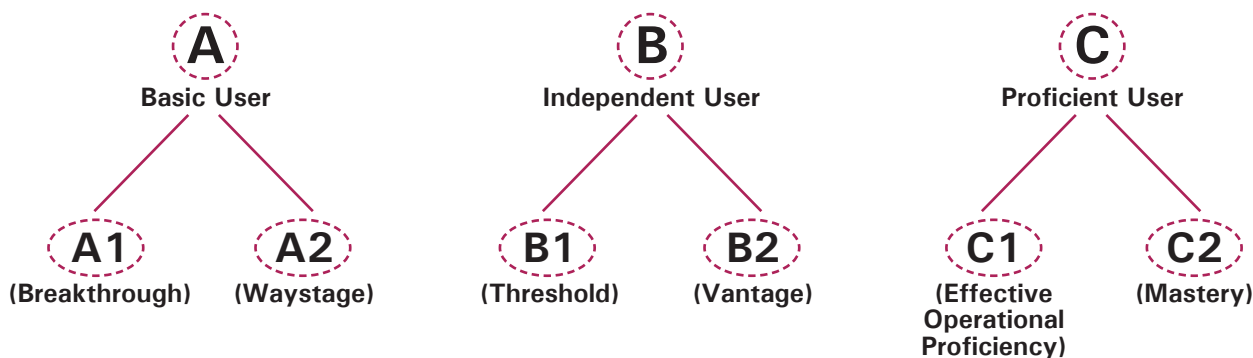 A
Basic User
B
Independent User
C
Proficient User
A1
(Breakthrough)
A2
(Waystage)
B1
(Threshold)
B2
(Vantage)
C1
(Effective
Operational
Proficiency)
C2
(Mastery)